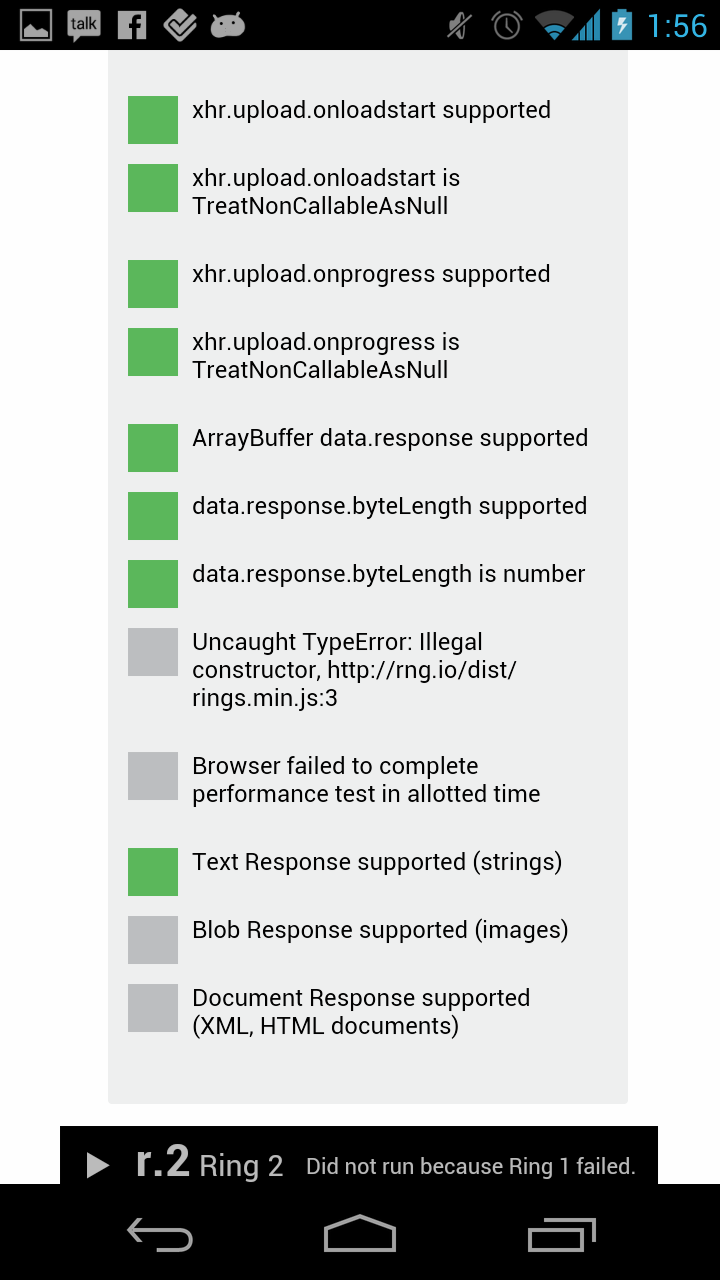 talk
1:56
xhr.upload.onloadstart supported
xhr.upload.onloadstart is
TreatNonCallableAsNull
xhr.upload.onprogress supported
xhr.upload.onprogress is
TreatNonCallableAsNull
ArrayBuffer data.response supported
data.response.byteLength supported
data.response.byteLength is number
Uncaught TypeError: Illegal
constructor, http://rng.io/dist/
rings.min.js:3
Browser failed to complete
performance test in allotted time
Text Response supported (strings)
Blob Response supported (images)
Document Response supported
(XML, HTML documents)
r.2 Ring 2 Did not run because Ring 1 failed.